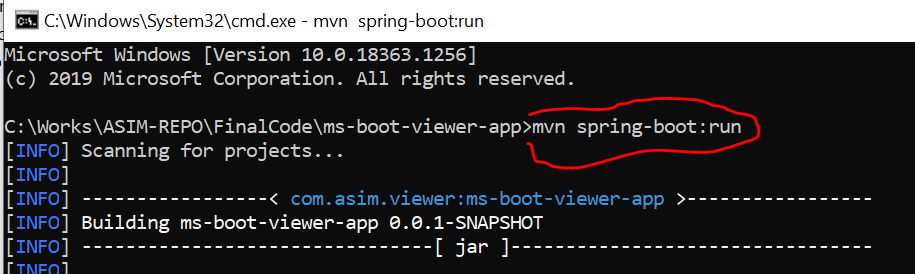 C:\Windows\System32\cmd.exe - mvn  spring-boot:run
Microsoft Windows [Version 10.0.18363.1256]
(c) 2019 Microsoft Corporation. All rights reserved.
C:\Works\ASIM-REPO\FinalCode\ms-boot-viewer-app>mvn spring-boot:run
[INFO] Scanning for projects...
[INFO]
[INFO] -----------------< com.asim.viewer:ms-boot-viewer-app >-----------------
[INFO] Building ms-boot-viewer-app 0.0.1-SNAPSHOT
[INFO] --------------------------------[ jar ]---------------------------------
[INFO]